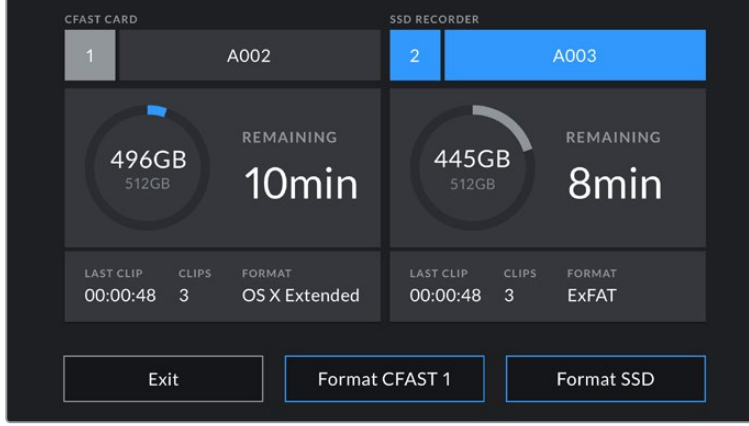 CFAST CARD
1 A002
496GB
512GB
REMAINING
10min
LAST CLIP CLIPS FORMAT
00:00:48 3 OS X Extended
SSD RECORDER
2 A003
445GB
512GB
REMAINING
8min
LAST CLIP CLIPS FORMAT
00:00:48 3 ExFAT
Exit Format CFAST 1 Format SSD